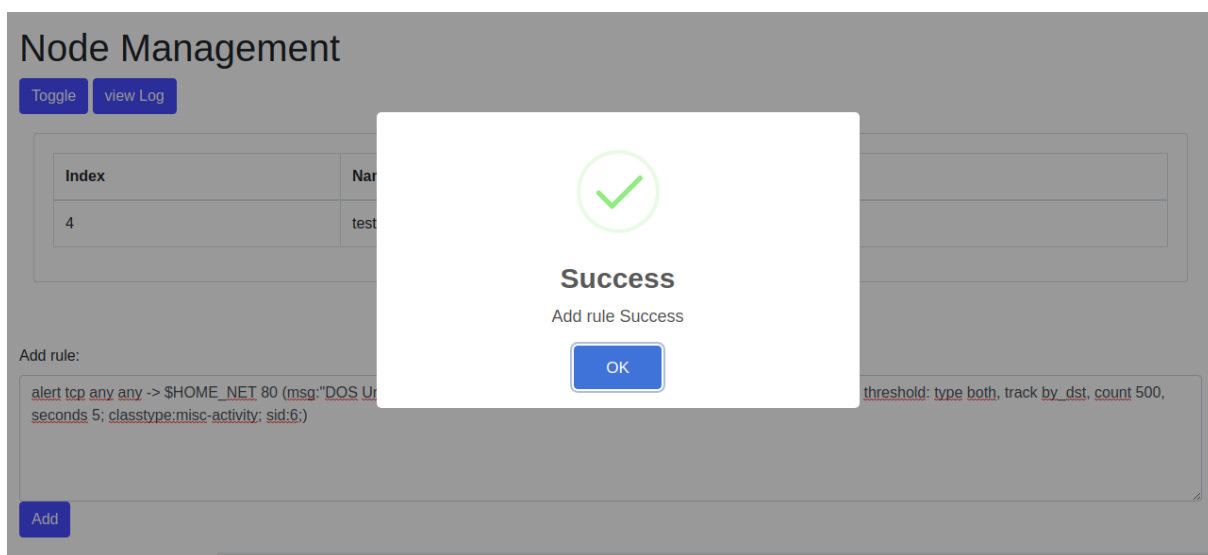 Node Management
Toggle view Log
Index
4 test
Success
Add rule Success
OK
Add rule:
alert tcp any any -> $HOME_NET 80 (msg:"DOS threshold: type both, track by_dst, count 500,
seconds 5; classtype:misc-activity; sid:6;)
Add